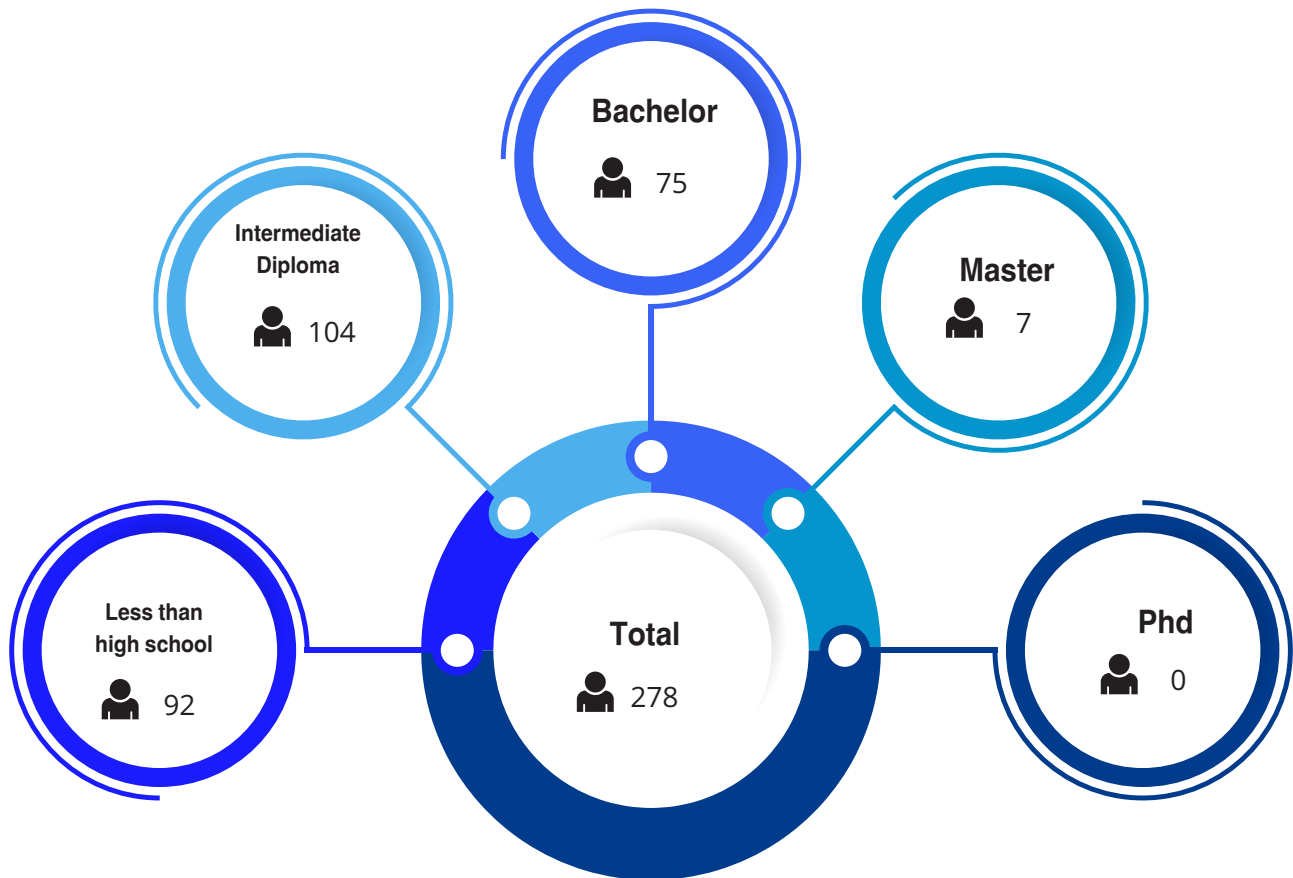 Bachelor
75
Intermediate
Diploma
104
Master
7
Less than
high school
92
Total
278
Phd
0